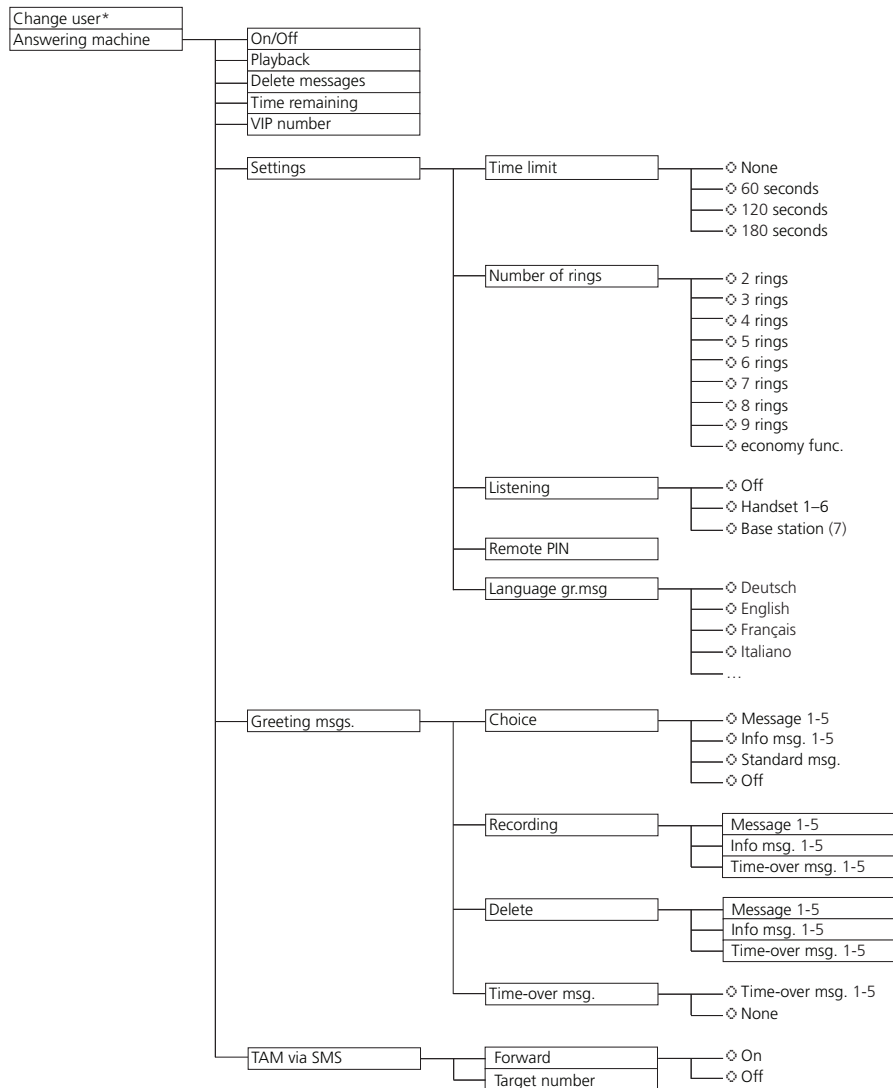 Change user*
Answering machine
On/Off
Playback
Delete messages
Time remaining
VIP number
Settings
Time limit
None
60 seconds
120 seconds
180 seconds
Number of rings
2 rings
3 rings
4 rings
5 rings
6 rings
7 rings
8 rings
9 rings
economy func.
Listening
Off
Handset 1–6
Base station (7)
Remote PIN
Language gr.msg
Deutsch
English
Français
Italiano
…
Greeting msgs.
Choice
Message 1-5
Info msg. 1-5
Standard msg.
Off
Recording
Message 1-5
Info msg. 1-5
Time-over msg. 1-5
Delete
Message 1-5
Info msg. 1-5
Time-over msg. 1-5
Time-over msg.
Time-over msg. 1-5
None
TAM via SMS
Forward
On
Off
Target number